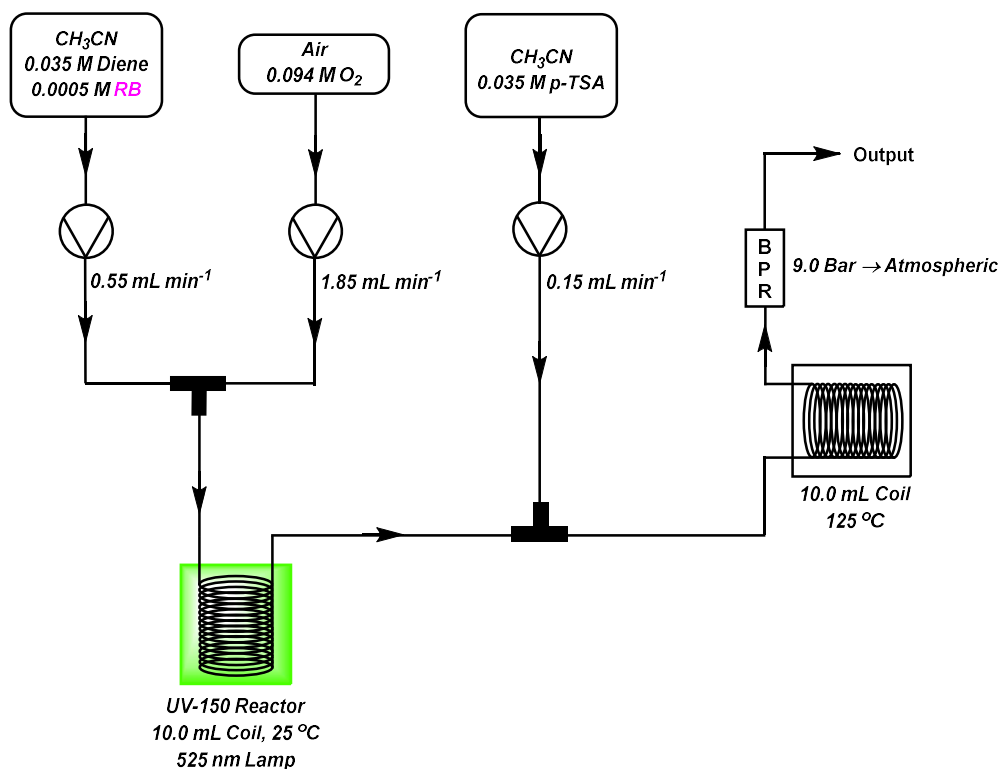 CH3CN
0.035 M Diene
0.0005 M RB
Air
0.094 M O2
CH3CN
0.035 M p-TSA
Output
0.55 mL min-1
1.85 mL min-1
0.15 mL min-1
B
P
R
9.0 Bar → Atmospheric
10.0 mL Coil
125 oC
UV-150 Reactor
10.0 mL Coil, 25 oC
525 nm Lamp